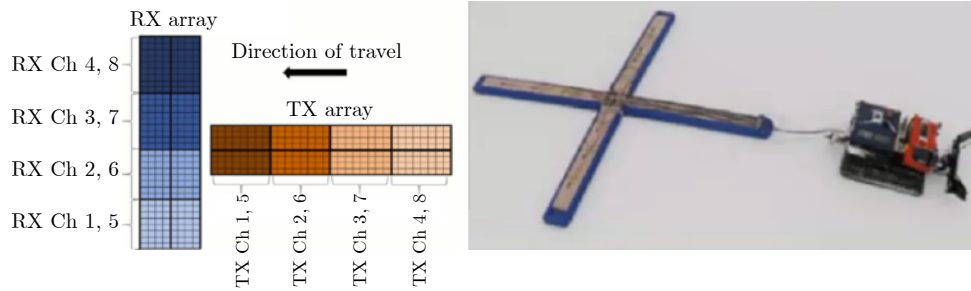 RX array
RX Ch 4, 8
RX Ch 3, 7
RX Ch 2, 6
RX Ch 1, 5
Direction of travel
TX array
TX Ch 1, 5
TX Ch 2, 6
TX Ch 3, 7
TX Ch 4, 8